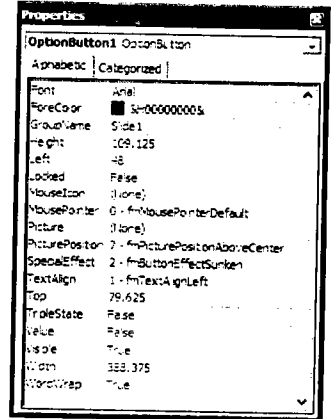 Properties
OptionButton1 OptionButton
Alphabetic Categorized
Font Arial
ForeColor &H00000000&
GroupName Slide1
Height 109.125
Left 48
Locked False
MouseIcon (None)
MousePointer 0 - fmMousePointerDefault
Picture (None)
PicturePosition 7 - fmPicturePositionAboveCenter
SpecialEffect 2 - fmButtonEffectSunken
TextAlign 1 - fmTextAlignLeft
Top 79.625
TripleState False
Value False
Visible True
Width 333.375
WordWrap True